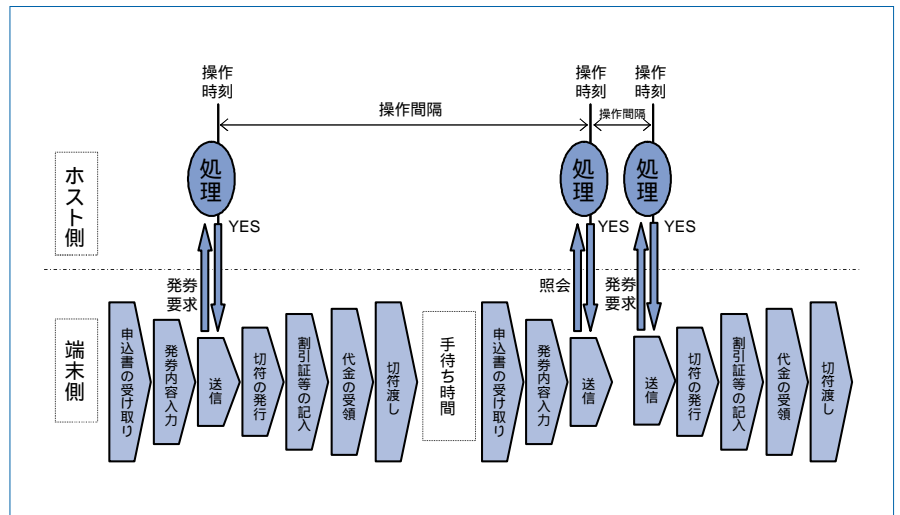 操作
時刻
操作
時刻
操作
時刻
操作間隔
操作間隔
ホスト側
処理
処理
処理
YES
YES
YES
発券
要求
照会
発券
要求
端末側
申込書の受け取り
発券内容入力
送信
切符の発行
割引証等の記入
代金の受領
切符渡し
手待ち時間
申込書の受け取り
発券内容入力
送信
送信
切符の発行
割引証等の記入
代金の受領
切符渡し